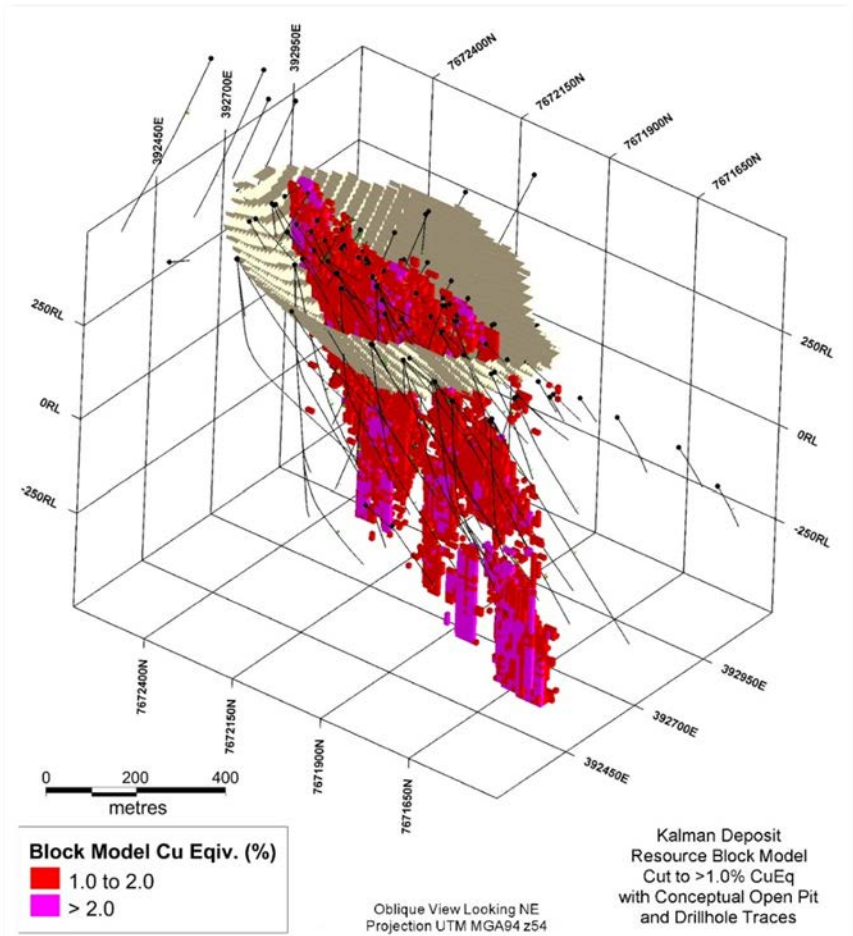 392450E
392700E
392950E
7672400N
7672150N
7671900N
7671650N
250RL
0RL
-250RL
250RL
0RL
-250RL
392950E
392700E
392450E
7672400N
7672150N
7671900N
7671650N
0 200 400
metres
Block Model Cu Eqiv. (%)
1.0 to 2.0
> 2.0
Oblique View Looking NE
Projection UTM MGA94 z54
Kalman Deposit
Resource Block Model
Cut to >1.0% CuEq
with Conceptual Open Pit
and Drillhole Traces